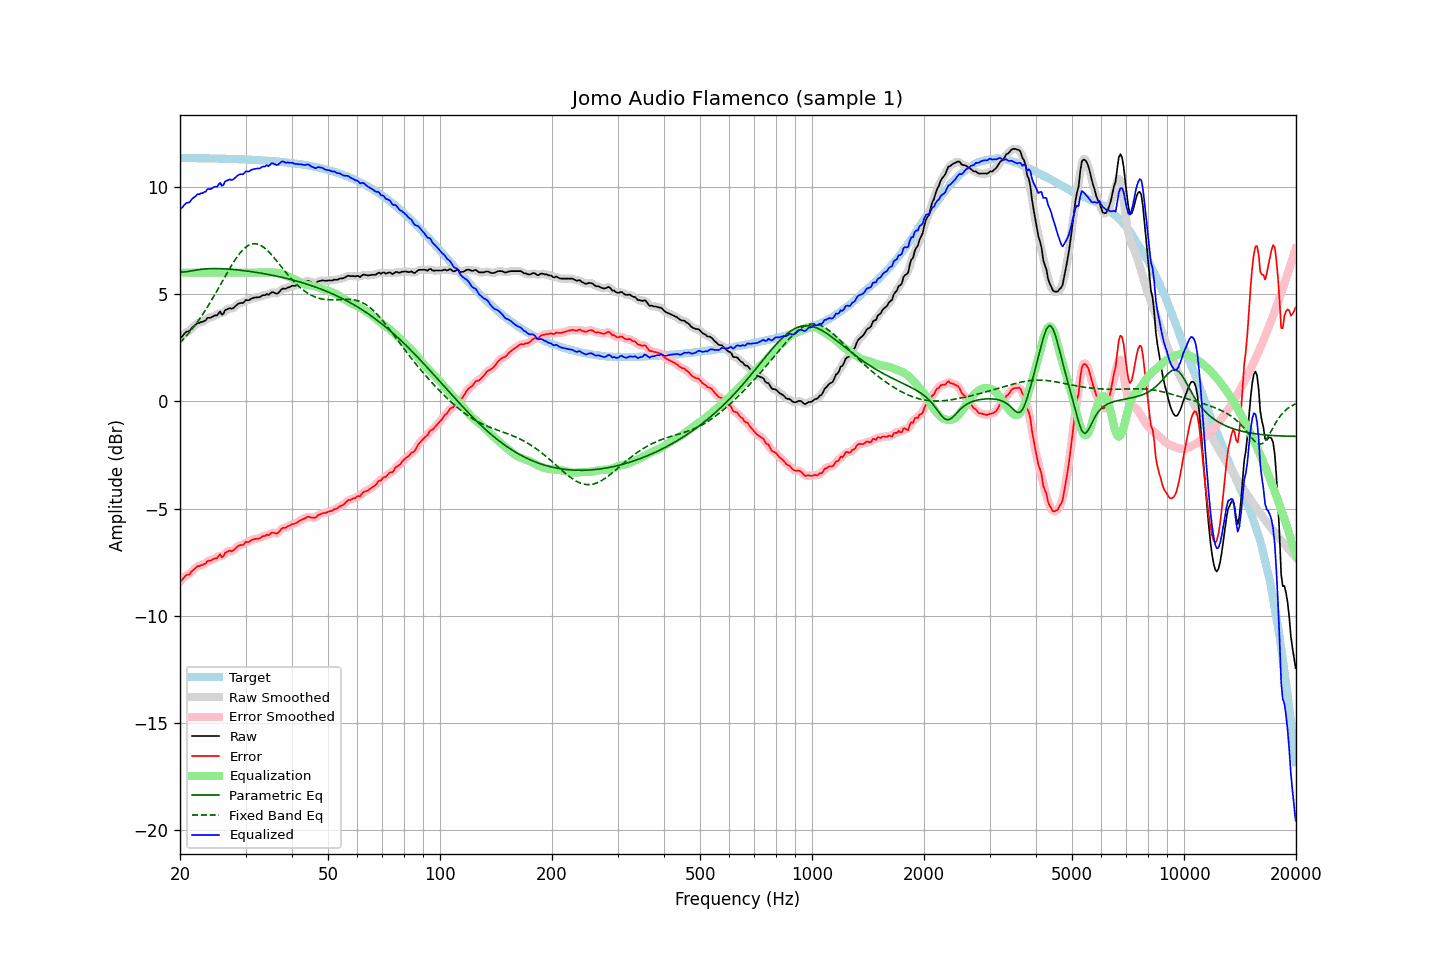 Jomo Audio Flamenco (sample 1)
Amplitude (dBr)
10
5
0
−5
−10
−15
−20
Target
Raw Smoothed
Error Smoothed
Raw
Error
Equalization
Parametric Eq
Fixed Band Eq
Equalized
20 50 100 200 500 1000 2000 5000 10000 20000
Frequency (Hz)